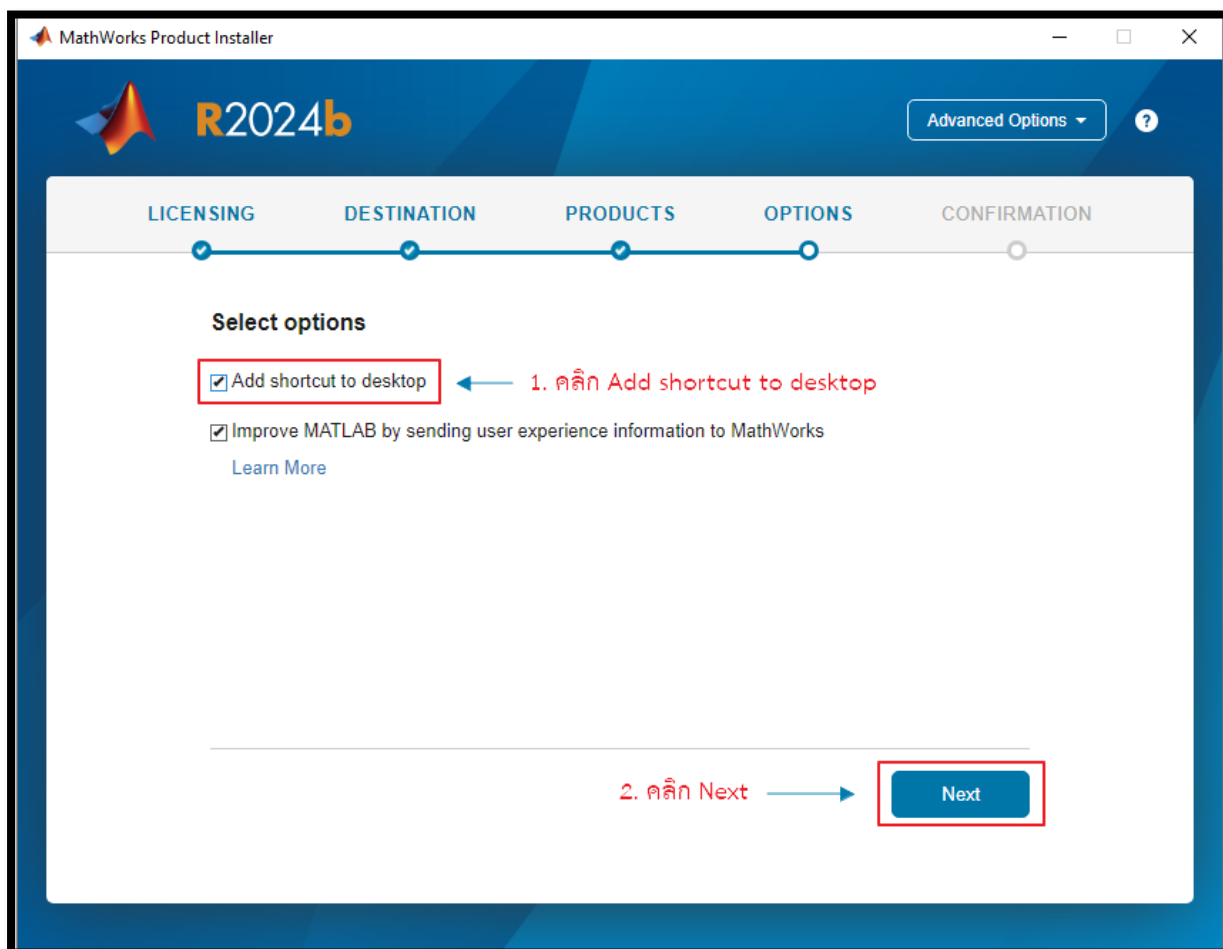 MathWorks Product Installer
R2024b
Advanced Options
?
LICENSING DESTINATION PRODUCTS OPTIONS CONFIRMATION
Select options
Add shortcut to desktop
1. คลิก Add shortcut to desktop
Improve MATLAB by sending user experience information to MathWorks
Learn More
2. คลิก Next
Next